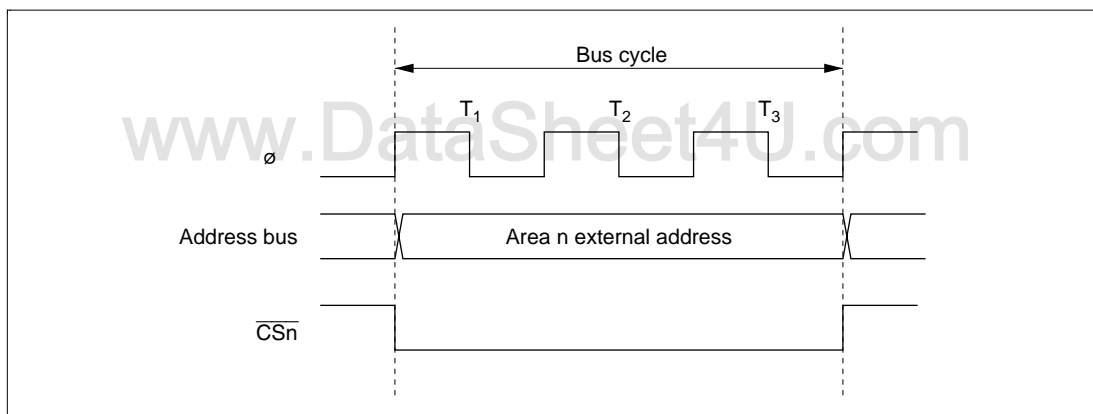 Bus cycle
T1 T2 T3
www.DataSheet4U.com
ø
Address bus
Area n external address
CSn